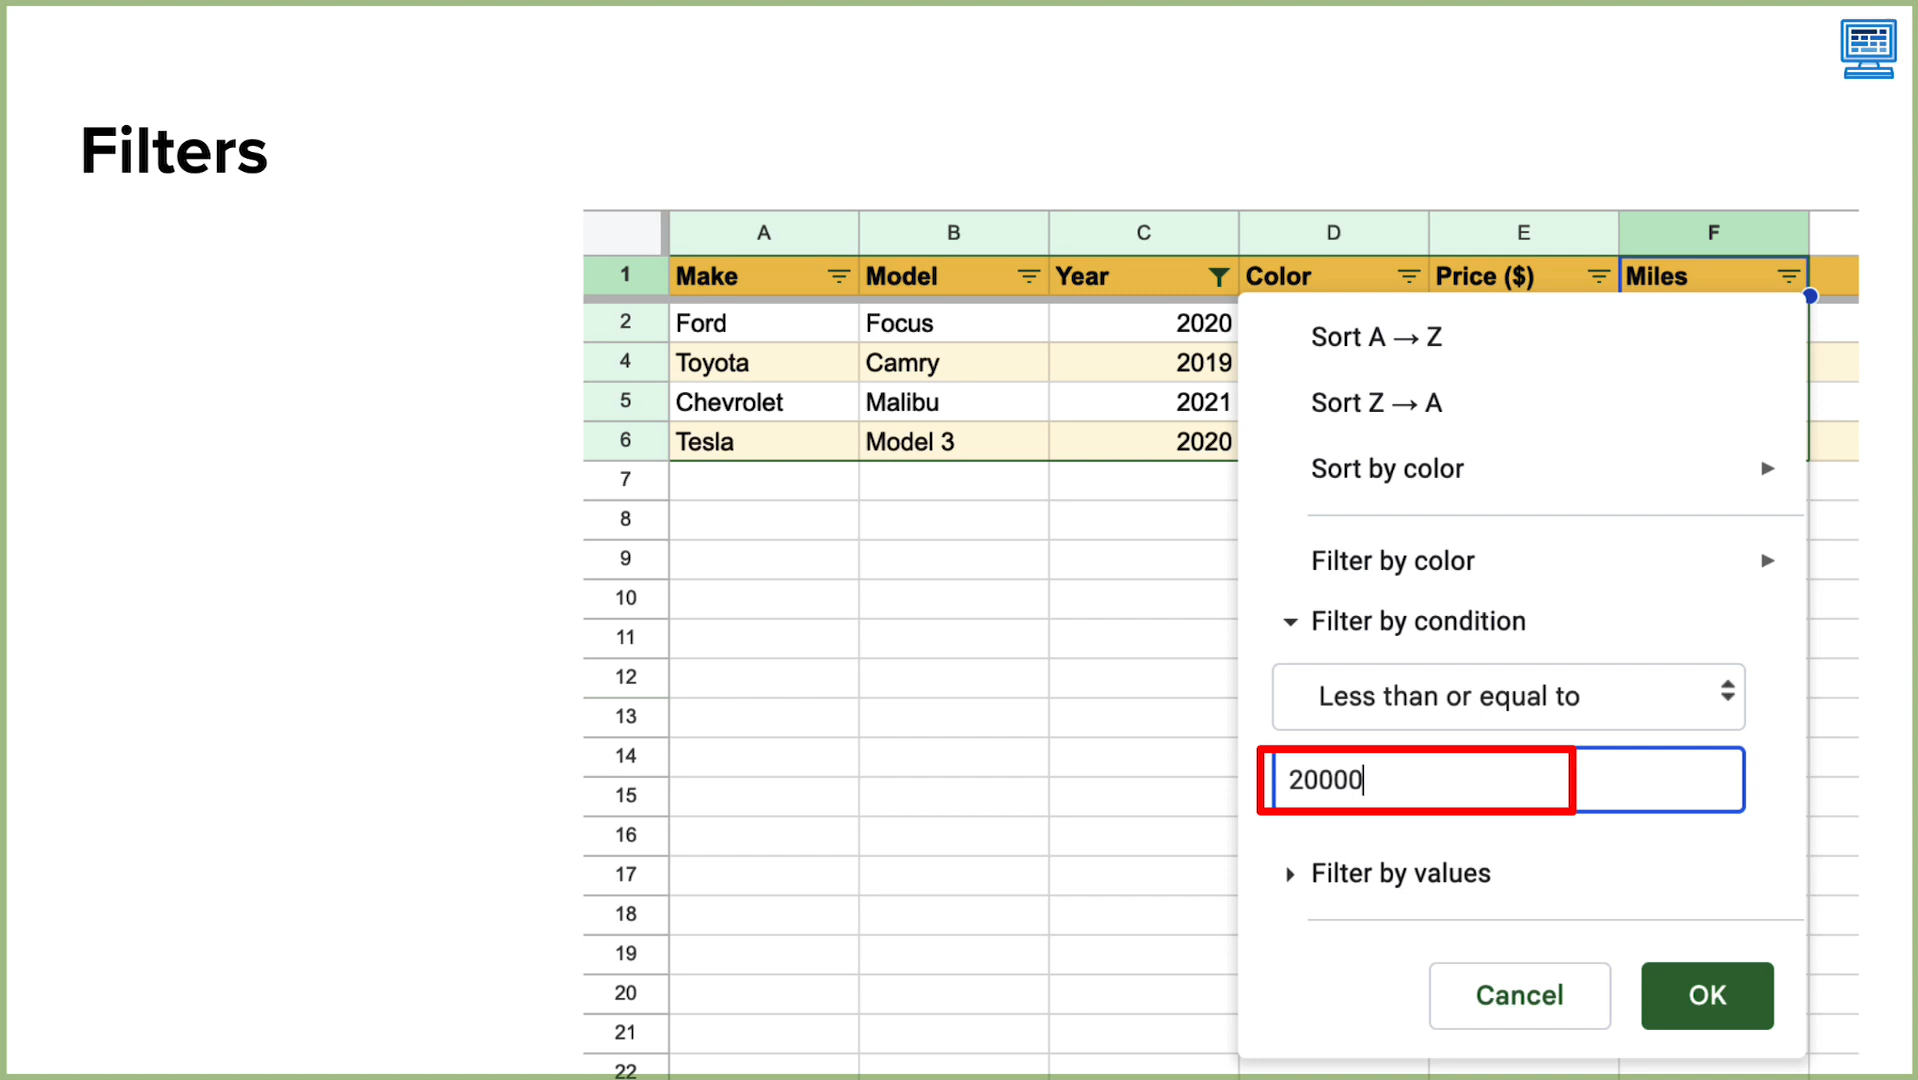 Filters
A B C D E F
1 Make Model Year Color Price ($) Miles
2 Ford Focus 2020
4 Toyota Camry 2019
5 Chevrolet Malibu 2021
6 Tesla Model 3 2020
7
8
9
10
11
12
13
14
15
16
17
18
19
20
21
22
Sort A → Z
Sort Z → A
Sort by color
Filter by color
Filter by condition
Less than or equal to
20000
Filter by values
Cancel OK